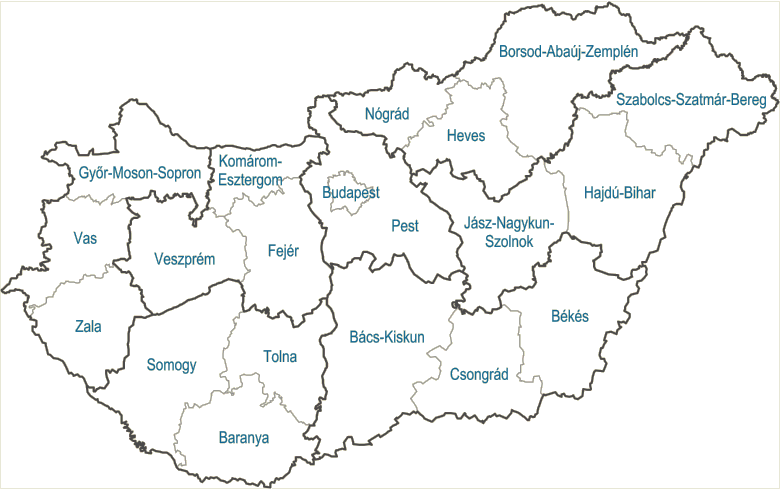 Borsod-Abaúj-Zemplén
Szabolcs-Szatmár-Bereg
Nógrád
Heves
Komárom-
Esztergom
Győr-Moson-Sopron
Budapest
Hajdú-Bihar
Pest
Jász-Nagykun-
Szolnok
Vas
Veszprém
Fejér
Békés
Zala
Bács-Kiskun
Tolna
Somogy
Csongrád
Baranya